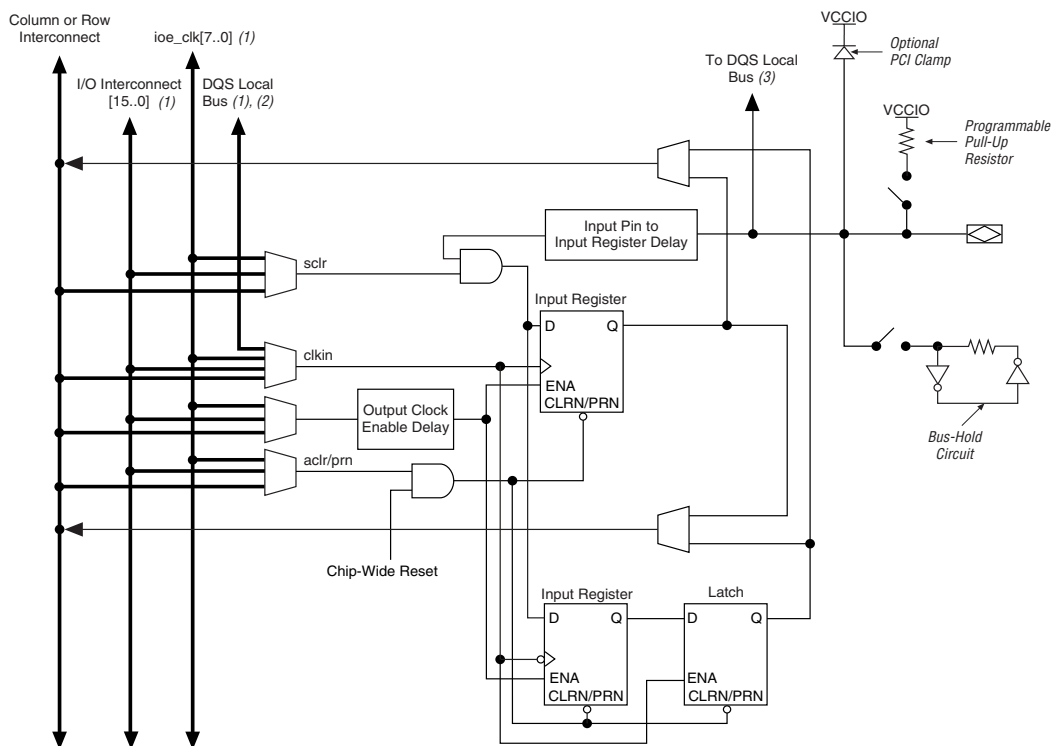 Column or Row
Interconnect
ioe_clk[7..0] (1)
I/O Interconnect
[15..0] (1)
DQS Local
Bus (1), (2)
To DQS Local
Bus (3)
VCCIO
Optional
PCI Clamp
VCCIO
Programmable
Pull-Up
Resistor
Input Pin to
Input Register Delay
sclr
Input Register
D Q
clkin
ENA
CLRN/PRN
Output Clock
Enable Delay
aclr/prn
Bus-Hold
Circuit
Chip-Wide Reset
Input Register
D Q
ENA
CLRN/PRN
Latch
D Q
ENA
CLRN/PRN